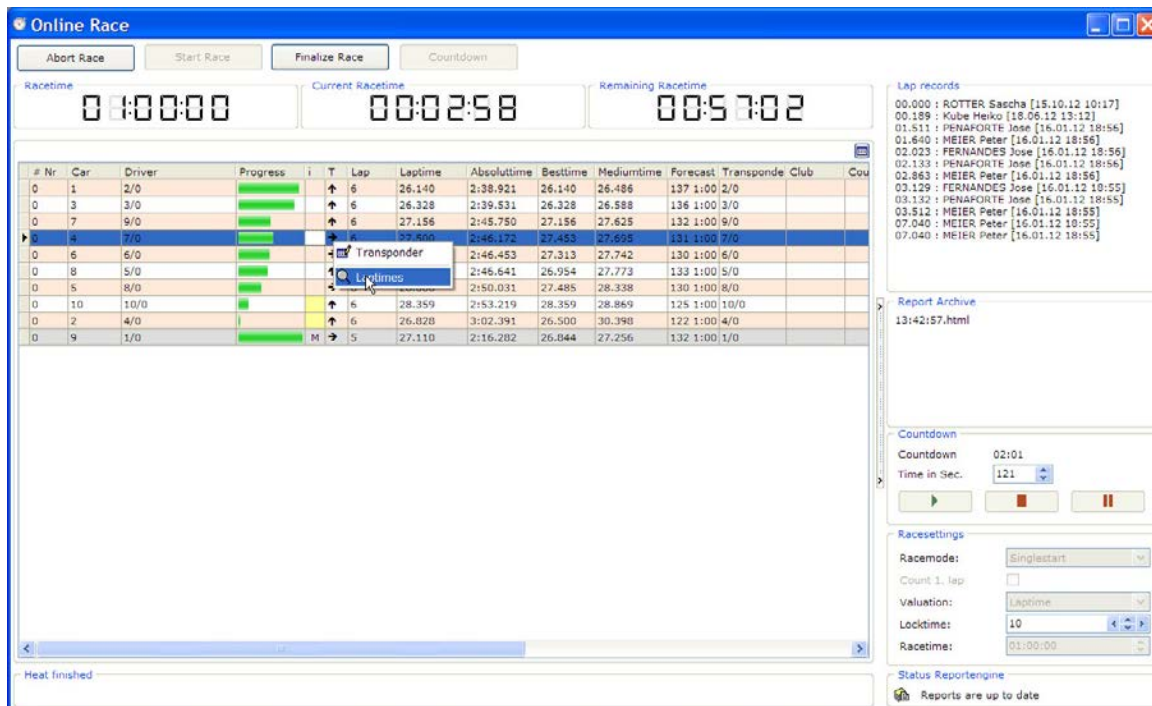 Online Race
Abort Race Start Race Finalize Race Countdown
Racetime Current Racetime Remaining Racetime
01:00:00 00:02:58 00:57:02
# Nr Car Driver Progress i T Lap Laptime Absoluttime Besttime Mediumtime Forecast Transponde Club Cou
0 1 2/0 6 26.140 2:38.921 26.140 26.486 137 1:00 2/0
0 3 3/0 6 26.328 2:39.531 26.328 26.588 136 1:00 3/0
0 7 9/0 6 27.156 2:45.750 27.156 27.625 132 1:00 9/0
0 4 7/0 6 27.500 2:46.172 27.453 27.695 131 1:00 7/0
0 6 6/0 2:46.453 27.313 27.742 130 1:00 6/0
0 8 5/0 2:46.641 26.954 27.773 133 1:00 5/0
0 5 8/0 2:50.031 27.485 28.338 130 1:00 8/0
0 10 10/0 6 28.359 2:53.219 28.359 28.869 125 1:00 10/0
0 2 4/0 6 26.828 3:02.391 26.500 30.398 122 1:00 4/0
0 9 1/0 M 5 27.110 2:16.282 26.844 27.256 132 1:00 1/0
Transponder
Laptimes
Heat finished
Lap records
00.000 : ROTTER Sascha [15.10.12 10:17]
00.189 : Kube Heiko [18.06.12 13:12]
01.511 : PENAFORTE Jose [16.01.12 18:56]
01.640 : MEIER Peter [16.01.12 18:56]
02.023 : FERNANDES Jose [16.01.12 18:56]
02.133 : PENAFORTE Jose [16.01.12 18:56]
02.863 : MEIER Peter [16.01.12 18:56]
03.129 : FERNANDES Jose [16.01.12 18:55]
03.132 : PENAFORTE Jose [16.01.12 18:55]
03.512 : MEIER Peter [16.01.12 18:55]
07.040 : MEIER Peter [16.01.12 18:55]
07.040 : MEIER Peter [16.01.12 18:55]
Report Archive
13:42:57.html
Countdown
Countdown 02:01
Time in Sec. 121
Racesettings
Racemode: Singlestart
Count 1. lap
Valuation: Laptime
Locktime: 10
Racetime: 01:00:00
Status Reportengine
Reports are up to date